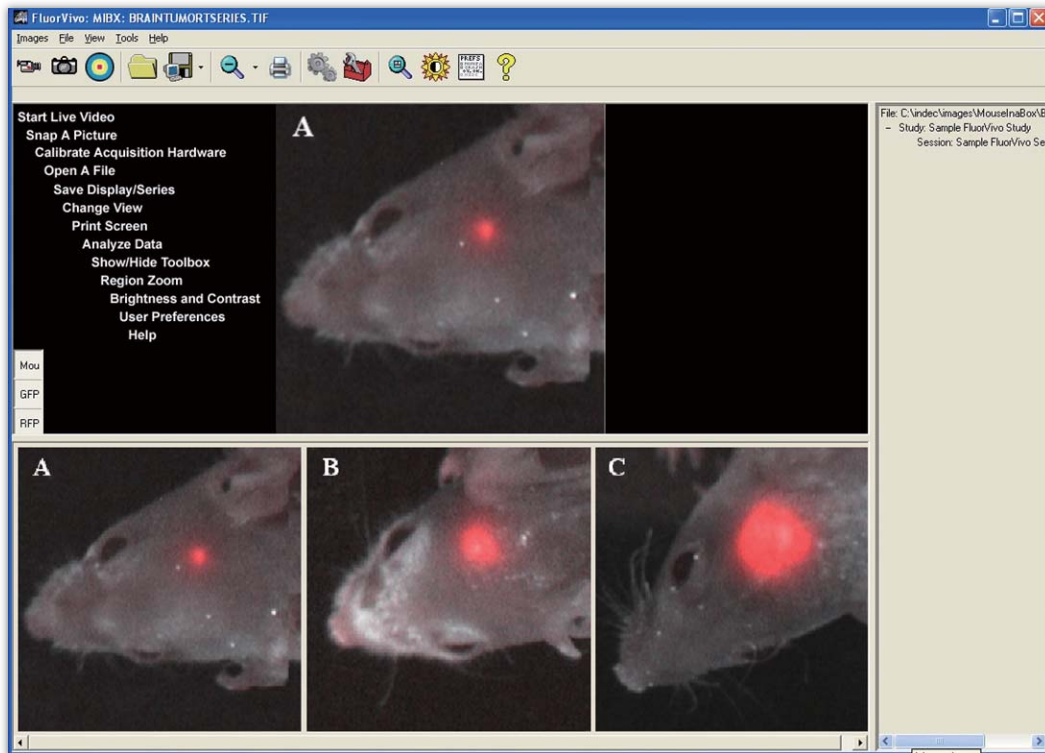 FluorVivo: MIBX: BRAINTUMORTSERIES.TIF
Images File View Tools Help
PREFS
Start Live Video
Snap A Picture
Calibrate Acquisition Hardware
Open A File
Save Display/Series
Change View
Print Screen
Analyze Data
Show/Hide Toolbox
Region Zoom
Brightness and Contrast
User Preferences
Help
Mou
GFP
RFP
A
File: C:\indec\images\MouseInaBox\B
Study: Sample FluorVivo Study
Session: Sample FluorVivo Se
A
B
C